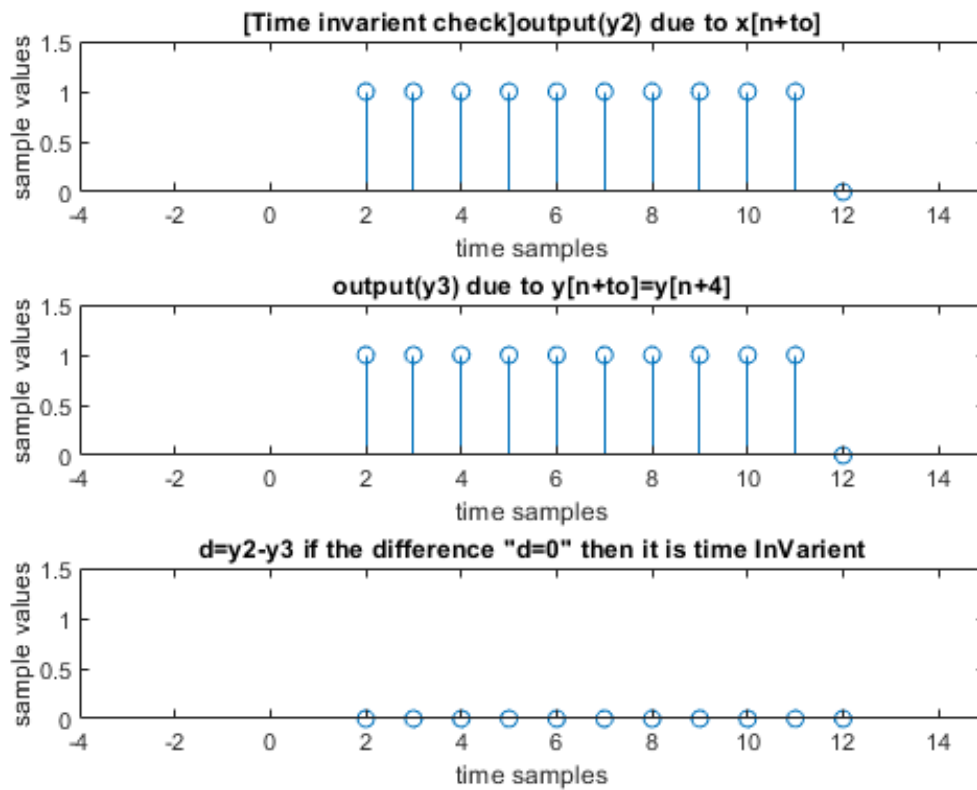 [Time invarient check]output(y2) due to x[n+to]
1.5
1
0.5
0
sample values
-4 -2 0 2 4 6 8 10 12 14
time samples
output(y3) due to y[n+to]=y[n+4]
1.5
1
0.5
0
sample values
-4 -2 0 2 4 6 8 10 12 14
time samples
d=y2-y3 if the difference "d=0" then it is time InVarient
1.5
1
0.5
0
sample values
-4 -2 0 2 4 6 8 10 12 14
time samples